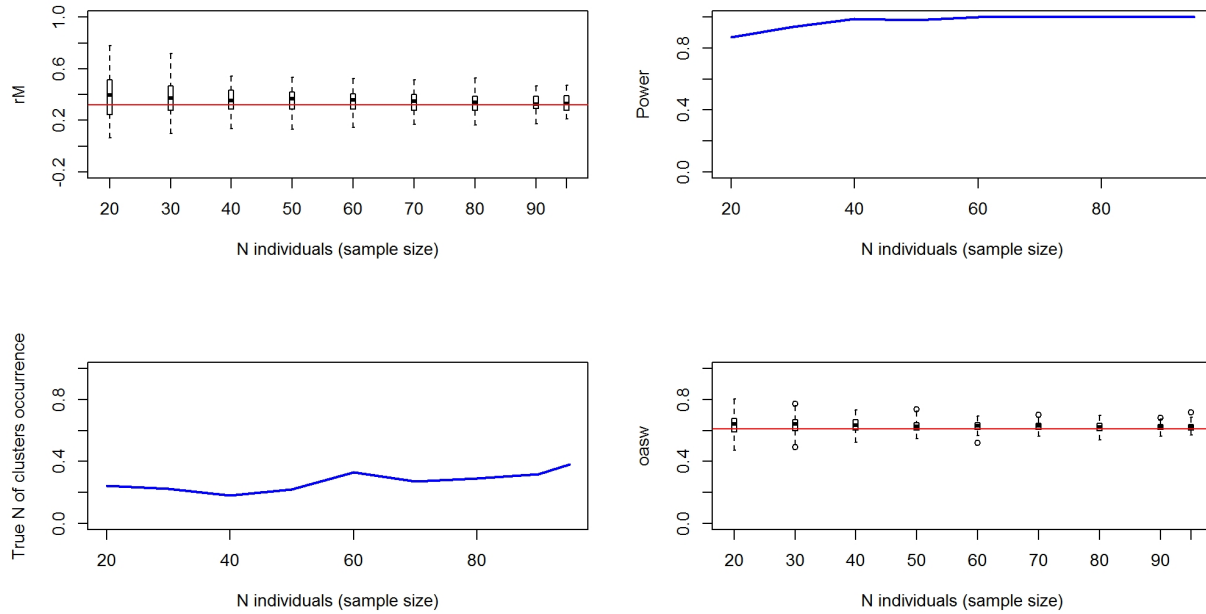 rM
1.0
0.6
0.2
-0.2
20 30 40 50 60 70 80 90
N individuals (sample size)
Power
0.8
0.4
0.0
20 40 60 80
N individuals (sample size)
True N of clusters occurrence
0.8
0.4
0.0
20 40 60 80
N individuals (sample size)
oasw
0.8
0.4
0.0
20 30 40 50 60 70 80 90
N individuals (sample size)